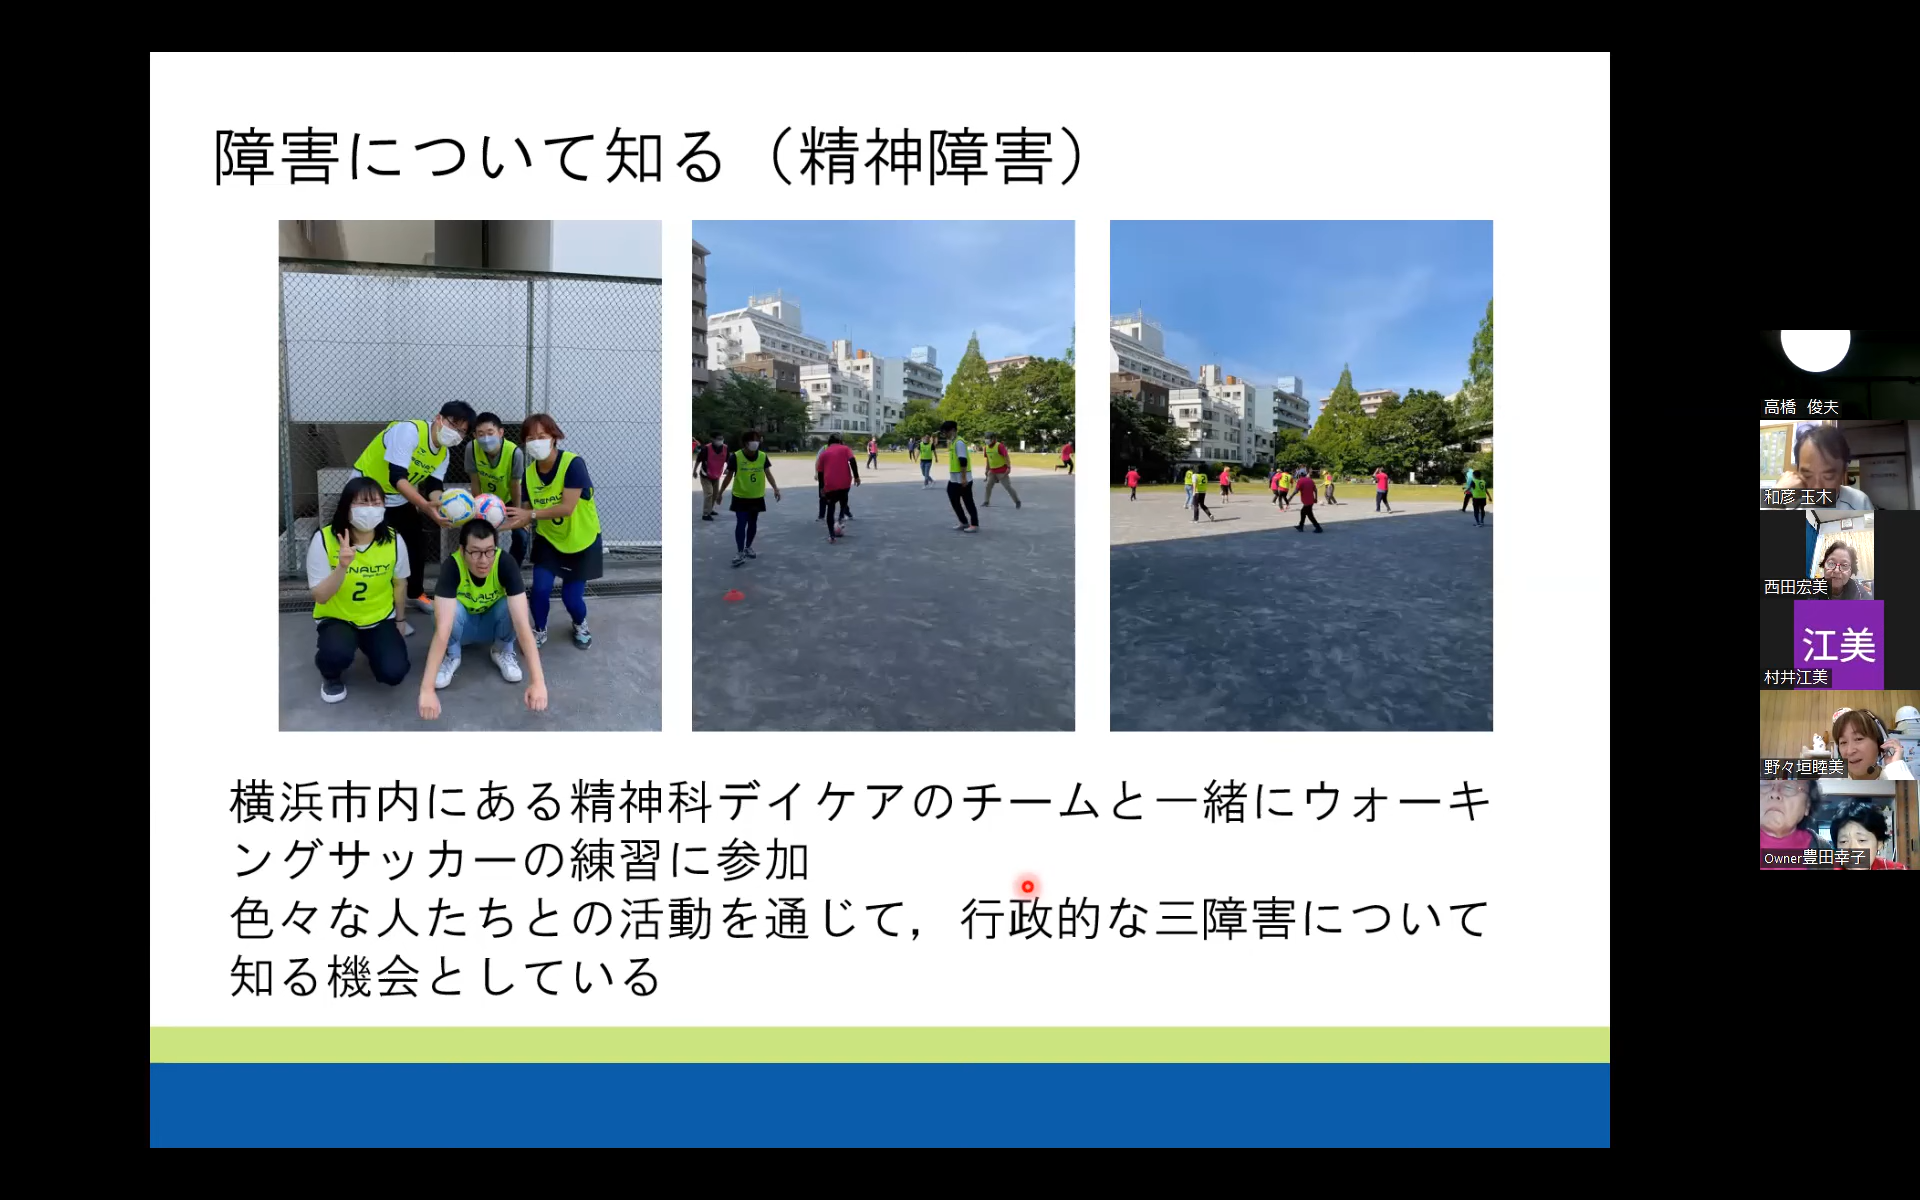 障害について知る（精神障害）
PENALTY
2
PENALTY
9
PENALTY
6
横浜市内にある精神科デイケアのチームと一緒にウォーキ
ングサッカーの練習に参加
色々な人たちとの活動を通じて，行政的な三障害について
知る機会としている
高橋 俊夫
和彦 玉木
西田宏美
江美
村井江美
野々垣睦美
Owner豊田幸子